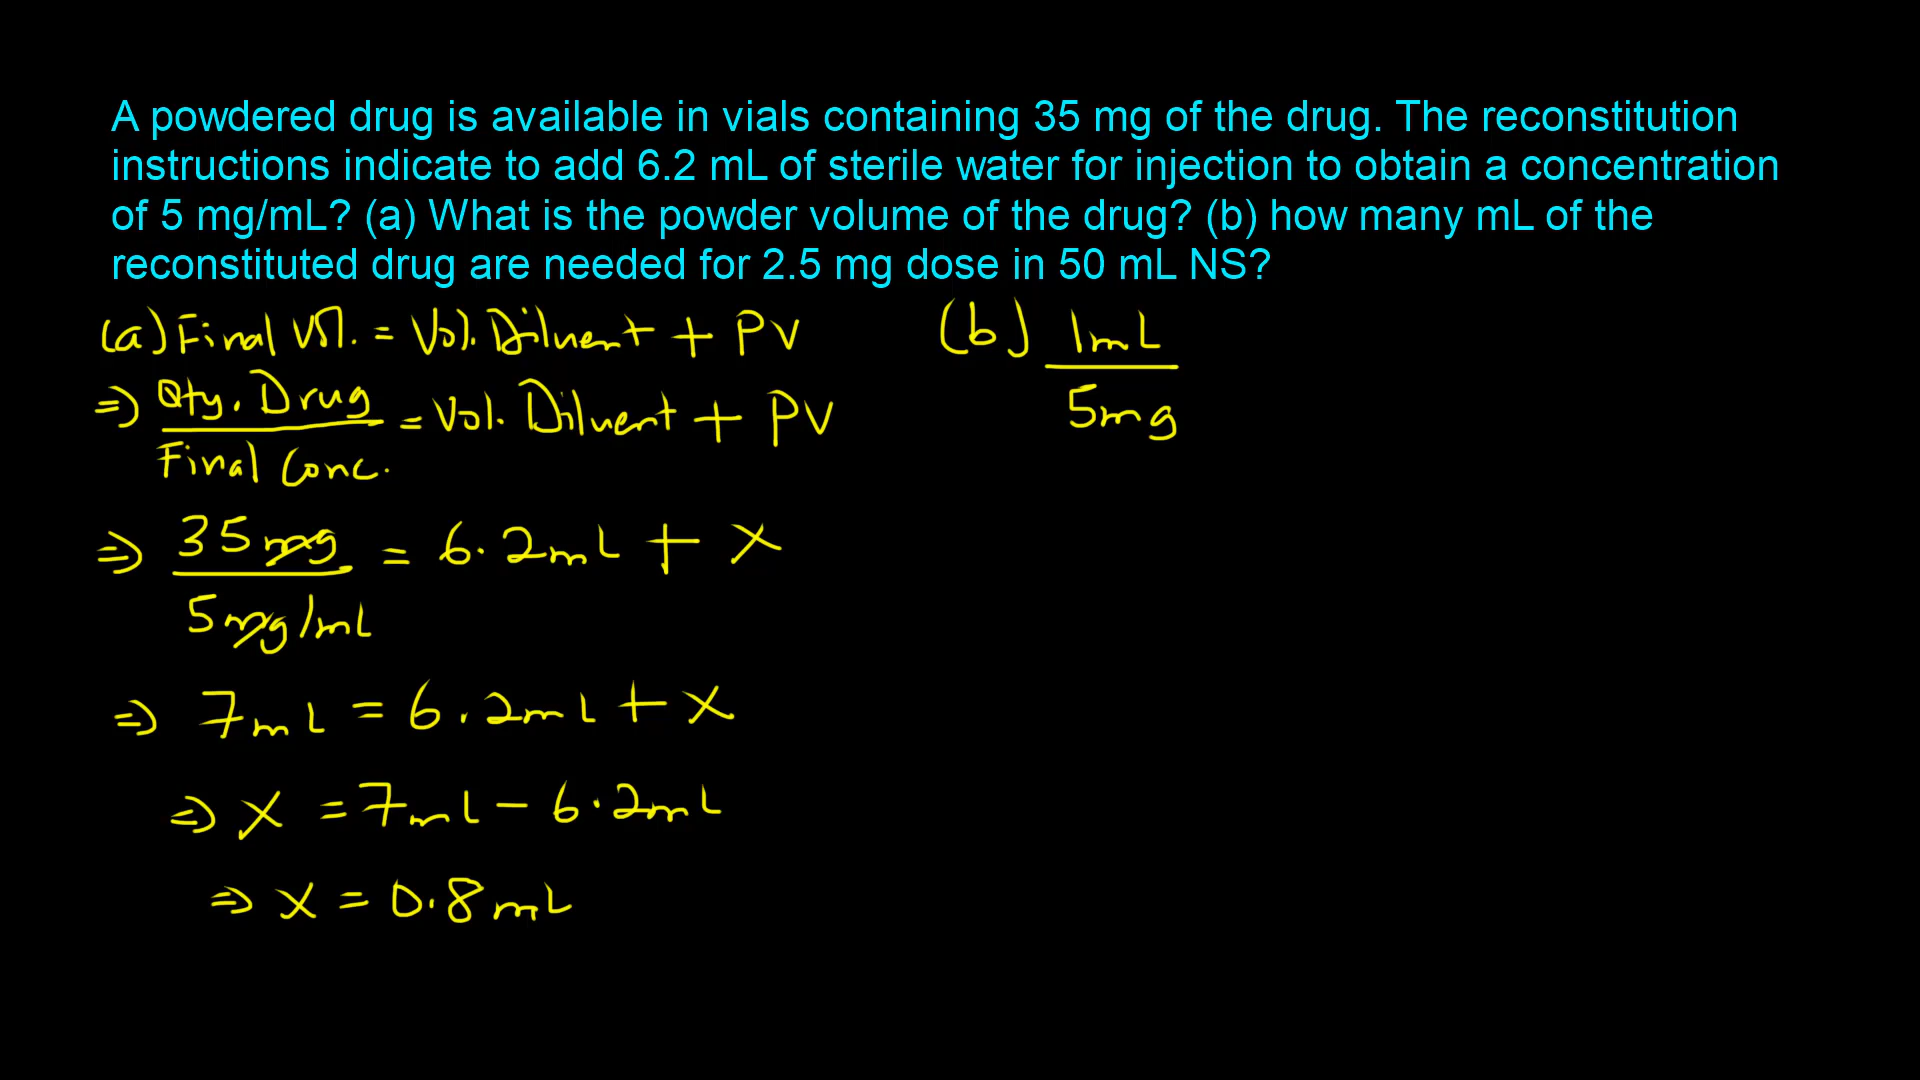 A powdered drug is available in vials containing 35 mg of the drug. The reconstitution
instructions indicate to add 6.2 mL of sterile water for injection to obtain a concentration
of 5 mg/mL? (a) What is the powder volume of the drug? (b) how many mL of the
reconstituted drug are needed for 2.5 mg dose in 50 mL NS?
(a) Final Vol. = Vol. Diluent + PV
⇒ Qty. Drug / Final Conc. = Vol. Diluent + PV
⇒ 35mg / 5mg/mL = 6.2mL + x
⇒ 7mL = 6.2mL + x
⇒ x = 7mL - 6.2mL
⇒ x = 0.8mL
(b) 1mL / 5mg